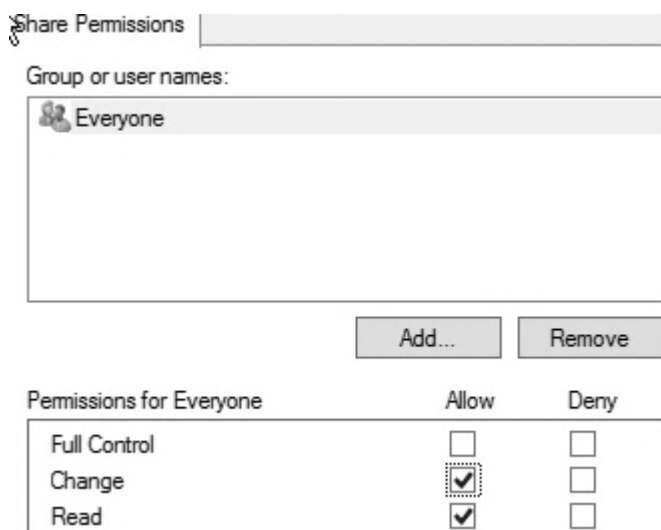 Share Permissions
Group or user names:
Everyone
Add... Remove
Permissions for Everyone Allow Deny
Full Control
Change
Read